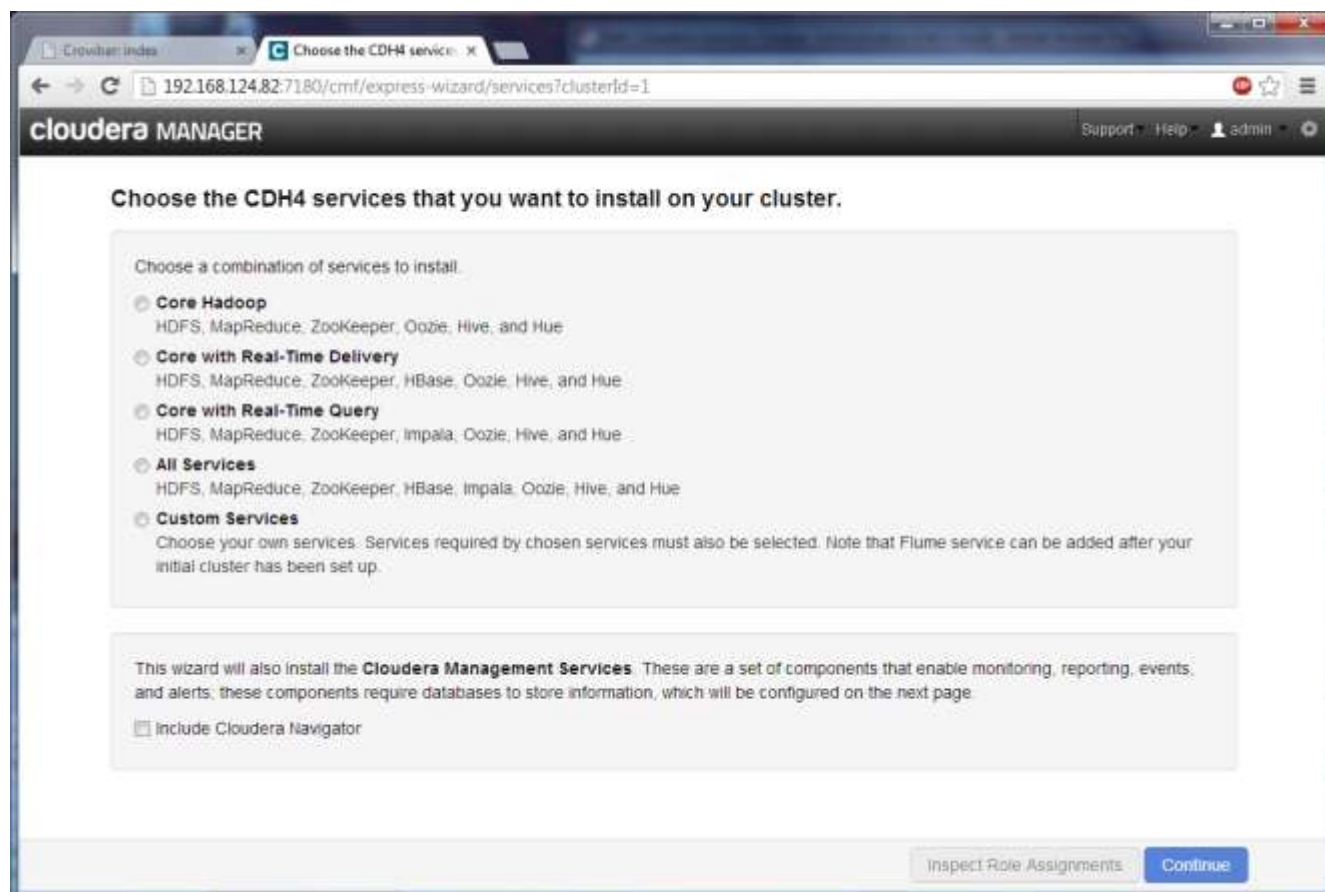 Crowbar: index
Choose the CDH4 service
192.168.124.82:7180/cmf/express-wizard/services?clusterId=1
cloudera MANAGER
Support Help admin
Choose the CDH4 services that you want to install on your cluster.
Choose a combination of services to install.
Core Hadoop
HDFS, MapReduce, ZooKeeper, Oozie, Hive, and Hue
Core with Real-Time Delivery
HDFS, MapReduce, ZooKeeper, HBase, Oozie, Hive, and Hue
Core with Real-Time Query
HDFS, MapReduce, ZooKeeper, Impala, Oozie, Hive, and Hue
All Services
HDFS, MapReduce, ZooKeeper, HBase, Impala, Oozie, Hive, and Hue
Custom Services
Choose your own services. Services required by chosen services must also be selected. Note that Flume service can be added after your
initial cluster has been set up.
This wizard will also install the Cloudera Management Services. These are a set of components that enable monitoring, reporting, events,
and alerts; these components require databases to store information, which will be configured on the next page.
Include Cloudera Navigator
Inspect Role Assignments
Continue